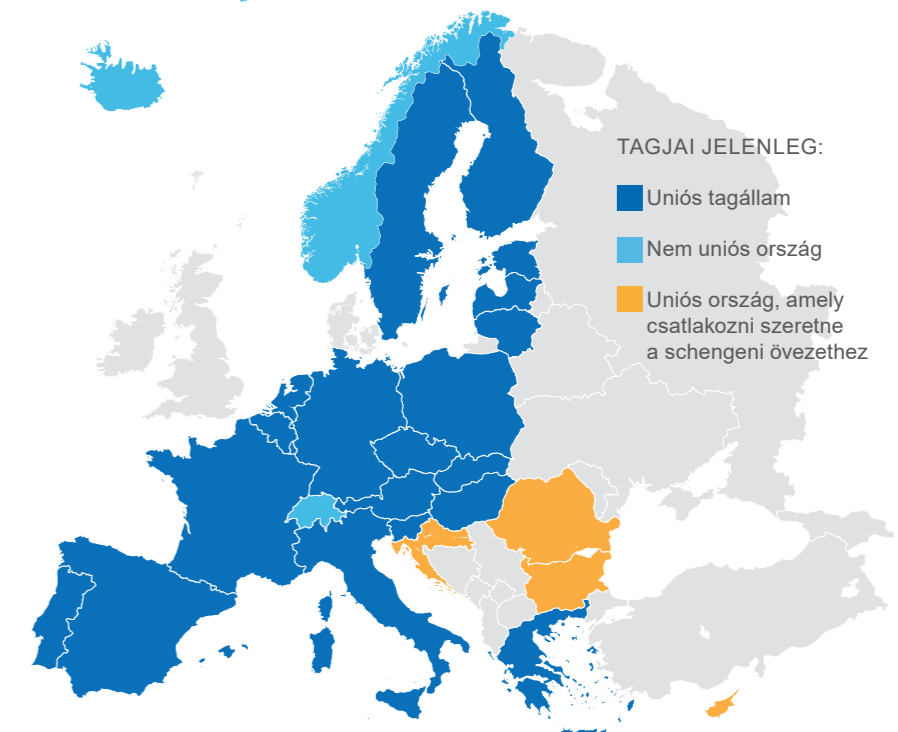 TAGJAI JELENLEG:
Uniós tagállam
Nem uniós ország
Uniós ország, amely
csatlakozni szeretne
a schengeni övezethez